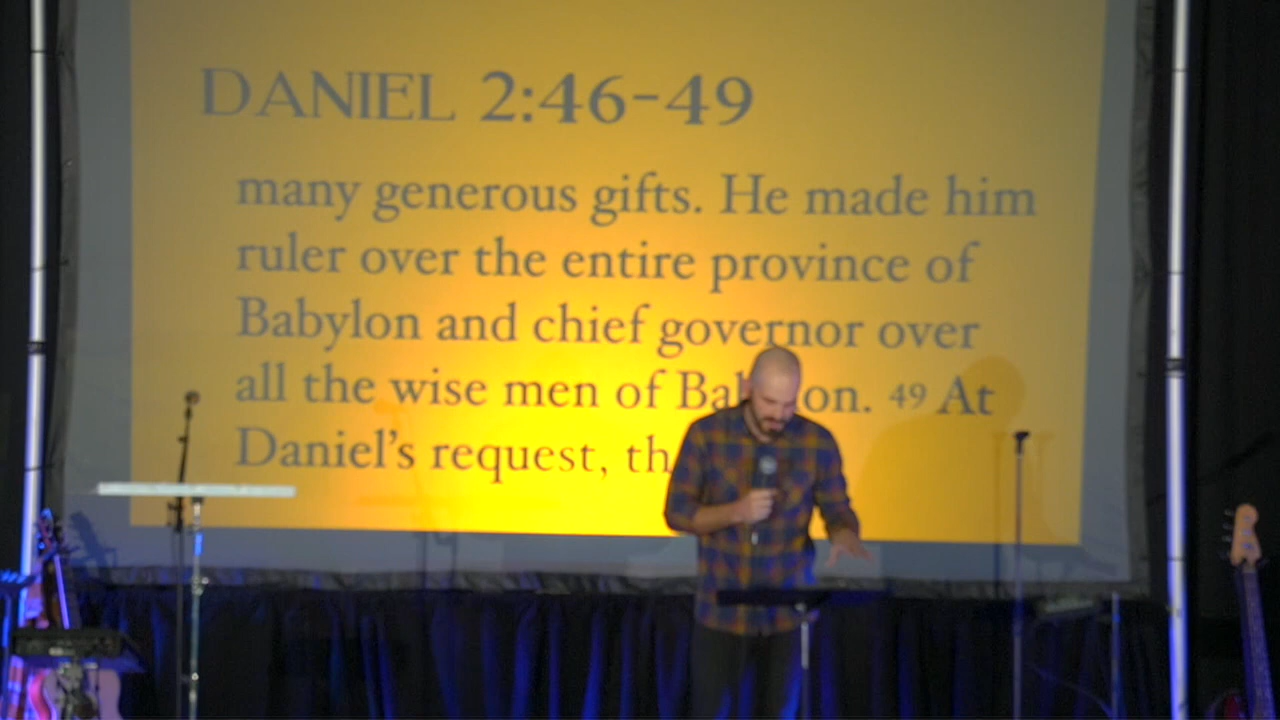 DANIEL 2:46-49
many generous gifts. He made him
ruler over the entire province of
Babylon and chief governor over
all the wise men of Ba on. 49 At
Daniel's request, th